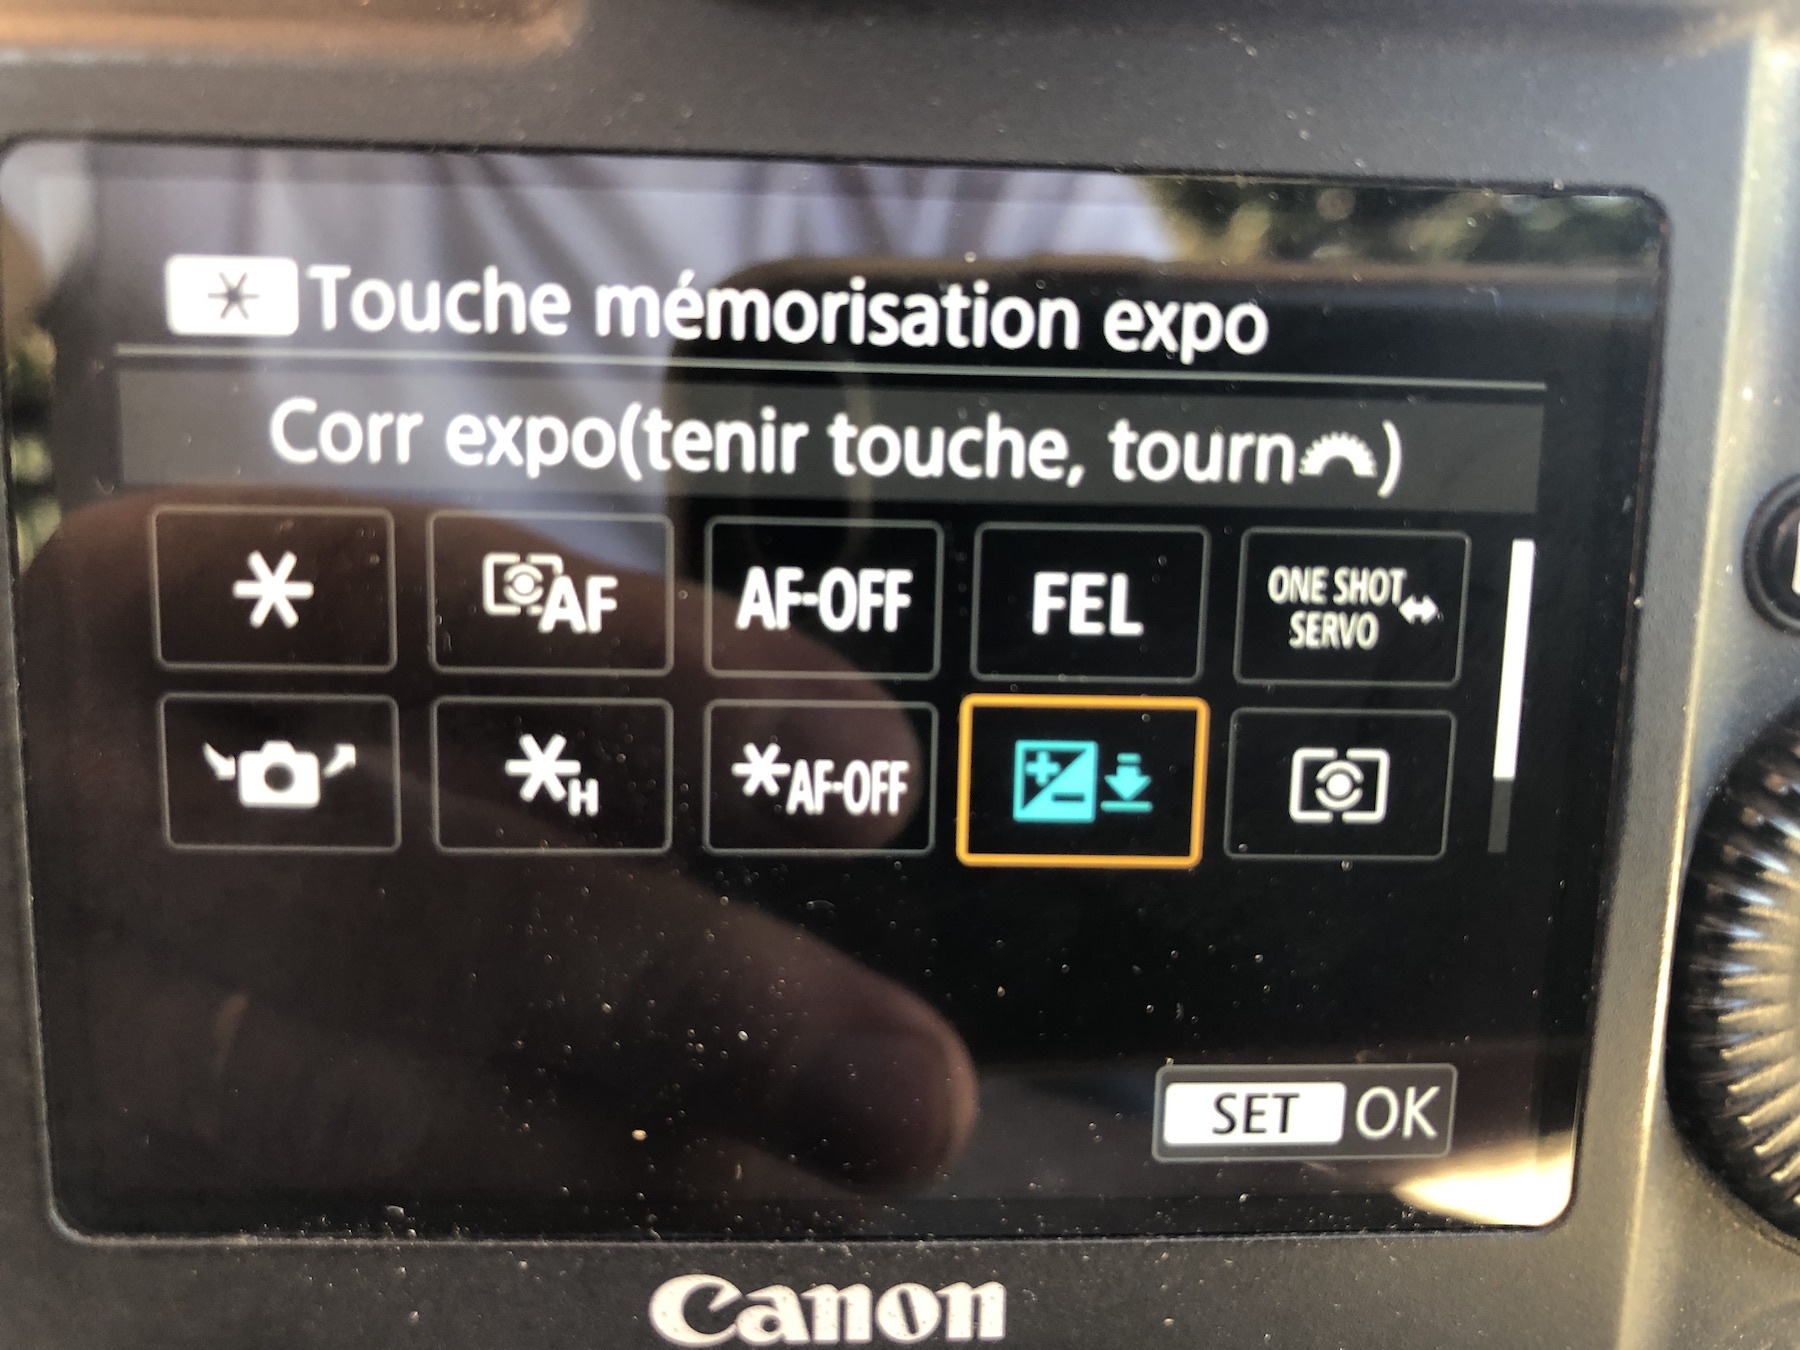 * Touche mémorisation expo
Corr expo(tenir touche, tourn)
* AF AF-OFF FEL ONE SHOT
SERVO
*H *AF-OFF
SET OK
Canon